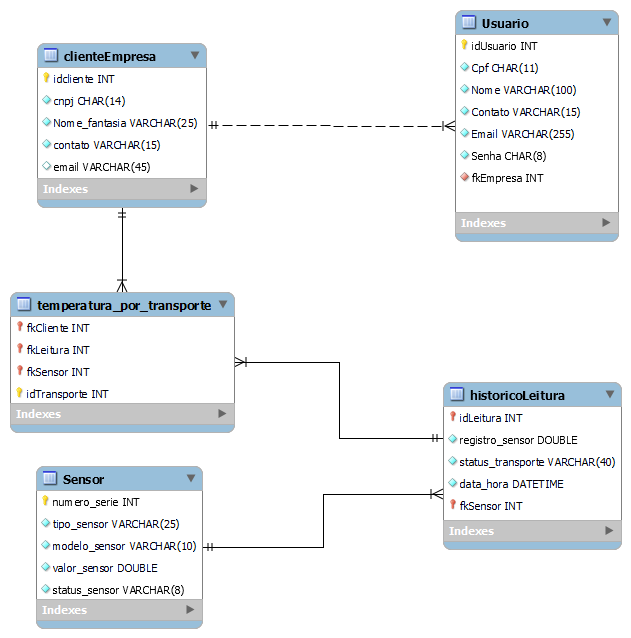 clienteEmpresa
idcliente INT
cnpj CHAR(14)
Nome_fantasia VARCHAR(25)
contato VARCHAR(15)
email VARCHAR(45)
Indexes
Usuario
idUsuario INT
Cpf CHAR(11)
Nome VARCHAR(100)
Contato VARCHAR(15)
Email VARCHAR(255)
Senha CHAR(8)
fkEmpresa INT
Indexes
temperatura_por_transporte
fkCliente INT
fkLeitura INT
fkSensor INT
idTransporte INT
Indexes
historicoLeitura
idLeitura INT
registro_sensor DOUBLE
status_transporte VARCHAR(40)
data_hora DATETIME
fkSensor INT
Indexes
Sensor
numero_serie INT
tipo_sensor VARCHAR(25)
modelo_sensor VARCHAR(10)
valor_sensor DOUBLE
status_sensor VARCHAR(8)
Indexes